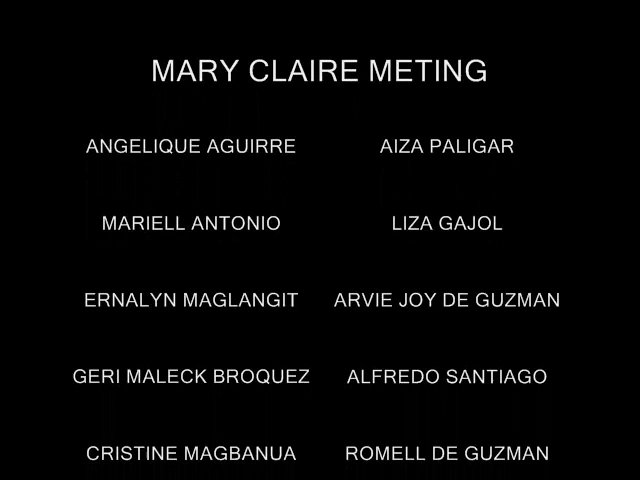 MARY CLAIRE METING
ANGELIQUE AGUIRRE AIZA PALIGAR
MARIELL ANTONIO LIZA GAJOL
ERNALYN MAGLANGIT ARVIE JOY DE GUZMAN
GERI MALECK BROQUEZ ALFREDO SANTIAGO
CRISTINE MAGBANUA ROMELL DE GUZMAN